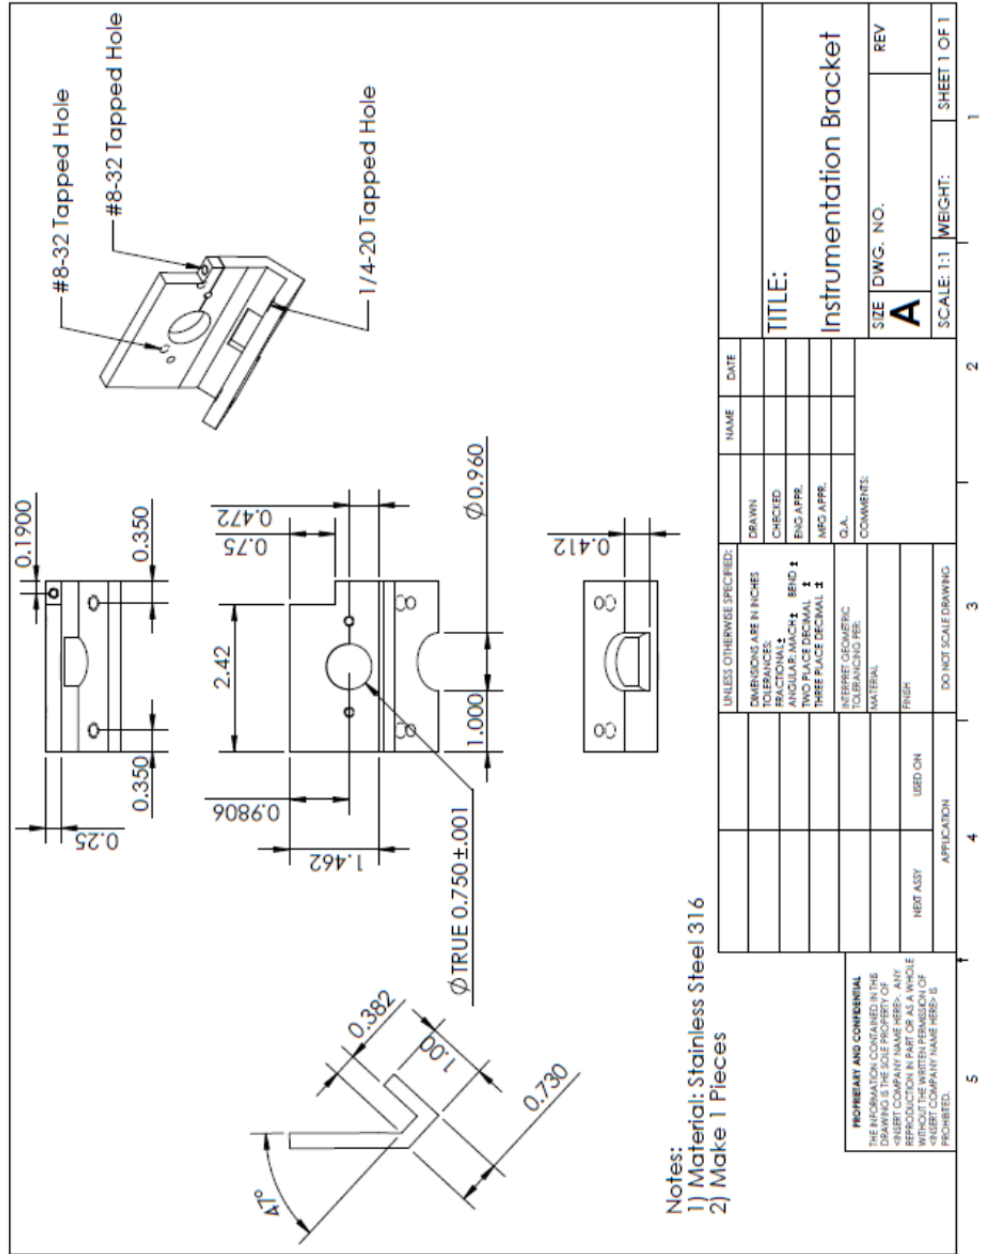 #8-32 Tapped Hole
#8-32 Tapped Hole
1/4-20 Tapped Hole
0.1900
0.350
0.350
0.25
2.42
0.472
0.75
Ø0.960
1.000
0.9806
1.462
ØTRUE 0.750±.001
0.412
47°
0.382
1.00
0.730
Notes:
1) Material: Stainless Steel 316
2) Make 1 Pieces
PROPRIETARY AND CONFIDENTIAL
THE INFORMATION CONTAINED IN THIS
DRAWING IS THE SOLE PROPERTY OF
<INSERT COMPANY NAME HERE>. ANY
REPRODUCTION IN PART OR AS A WHOLE
WITHOUT THE WRITTEN PERMISSION OF
<INSERT COMPANY NAME HERE> IS
PROHIBITED.
NEXT ASSY
USED ON
APPLICATION
UNLESS OTHERWISE SPECIFIED:
DIMENSIONS ARE IN INCHES
TOLERANCES:
FRACTIONAL±
ANGULAR: MACH± BEND ±
TWO PLACE DECIMAL ±
THREE PLACE DECIMAL ±
INTERPRET GEOMETRIC
TOLERANCING PER:
MATERIAL
FINISH
DO NOT SCALE DRAWING
NAME
DATE
DRAWN
CHECKED
ENG APPR.
MFG APPR.
Q.A.
COMMENTS:
TITLE:
Instrumentation Bracket
SIZE
A
DWG. NO.
REV
SCALE: 1:1
WEIGHT:
SHEET 1 OF 1
5
4
3
2
1